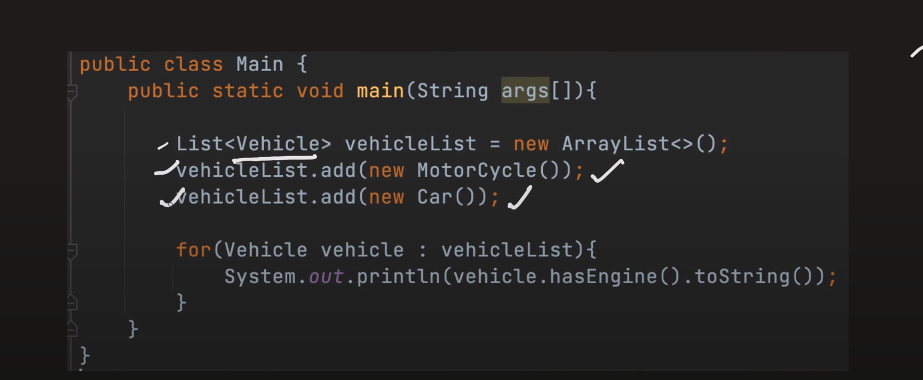 public class Main {
public static void main(String args[]){
List<Vehicle> vehicleList = new ArrayList<>();
vehicleList.add(new MotorCycle());
vehicleList.add(new Car());
for(Vehicle vehicle : vehicleList){
System.out.println(vehicle.hasEngine().toString());
}
}
}